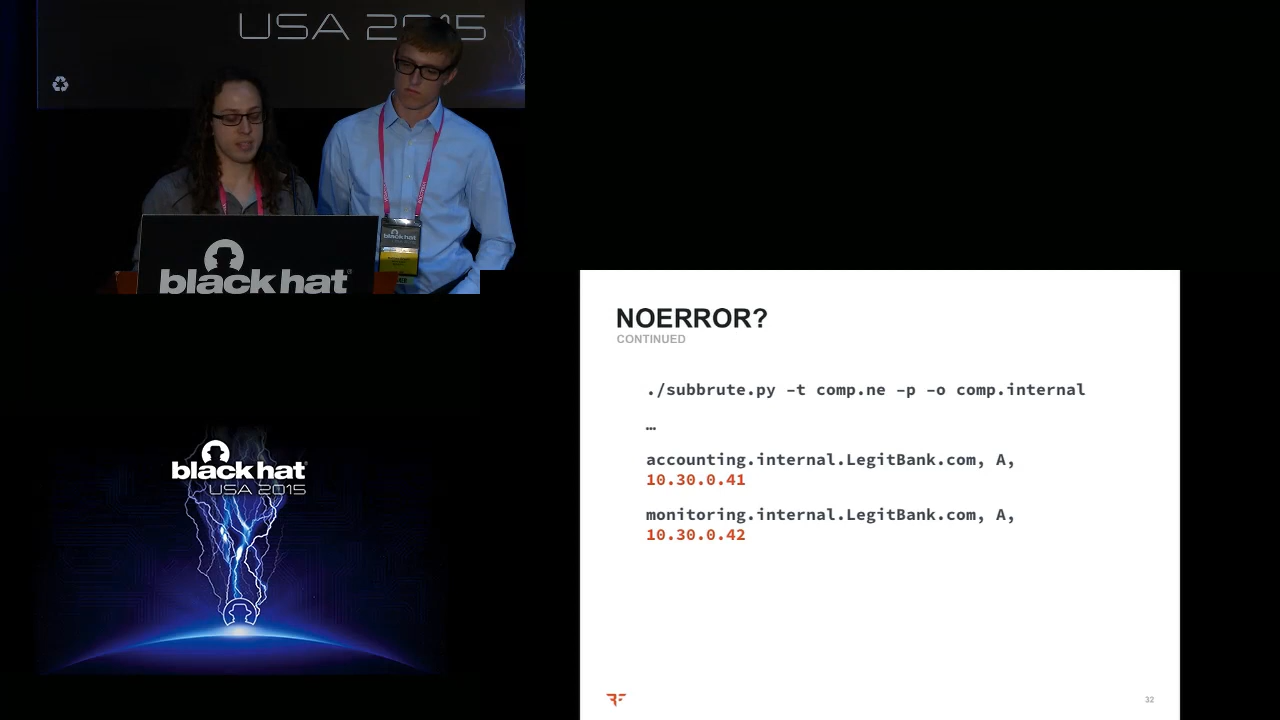 USA 2015
black hat
black hat
USA 2015
NOERROR?
CONTINUED
./subbrute.py –t comp.ne –p –o comp.internal
…
accounting.internal.LegitBank.com, A,
10.30.0.41
monitoring.internal.LegitBank.com, A,
10.30.0.42
32